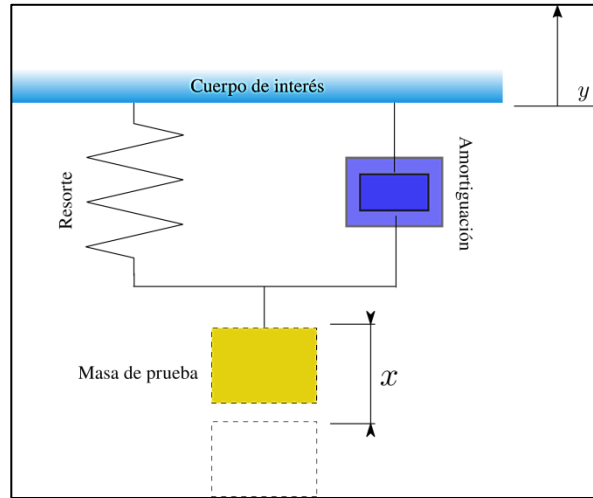 Cuerpo de interés
y
Resorte
Amortiguación
Masa de prueba
x